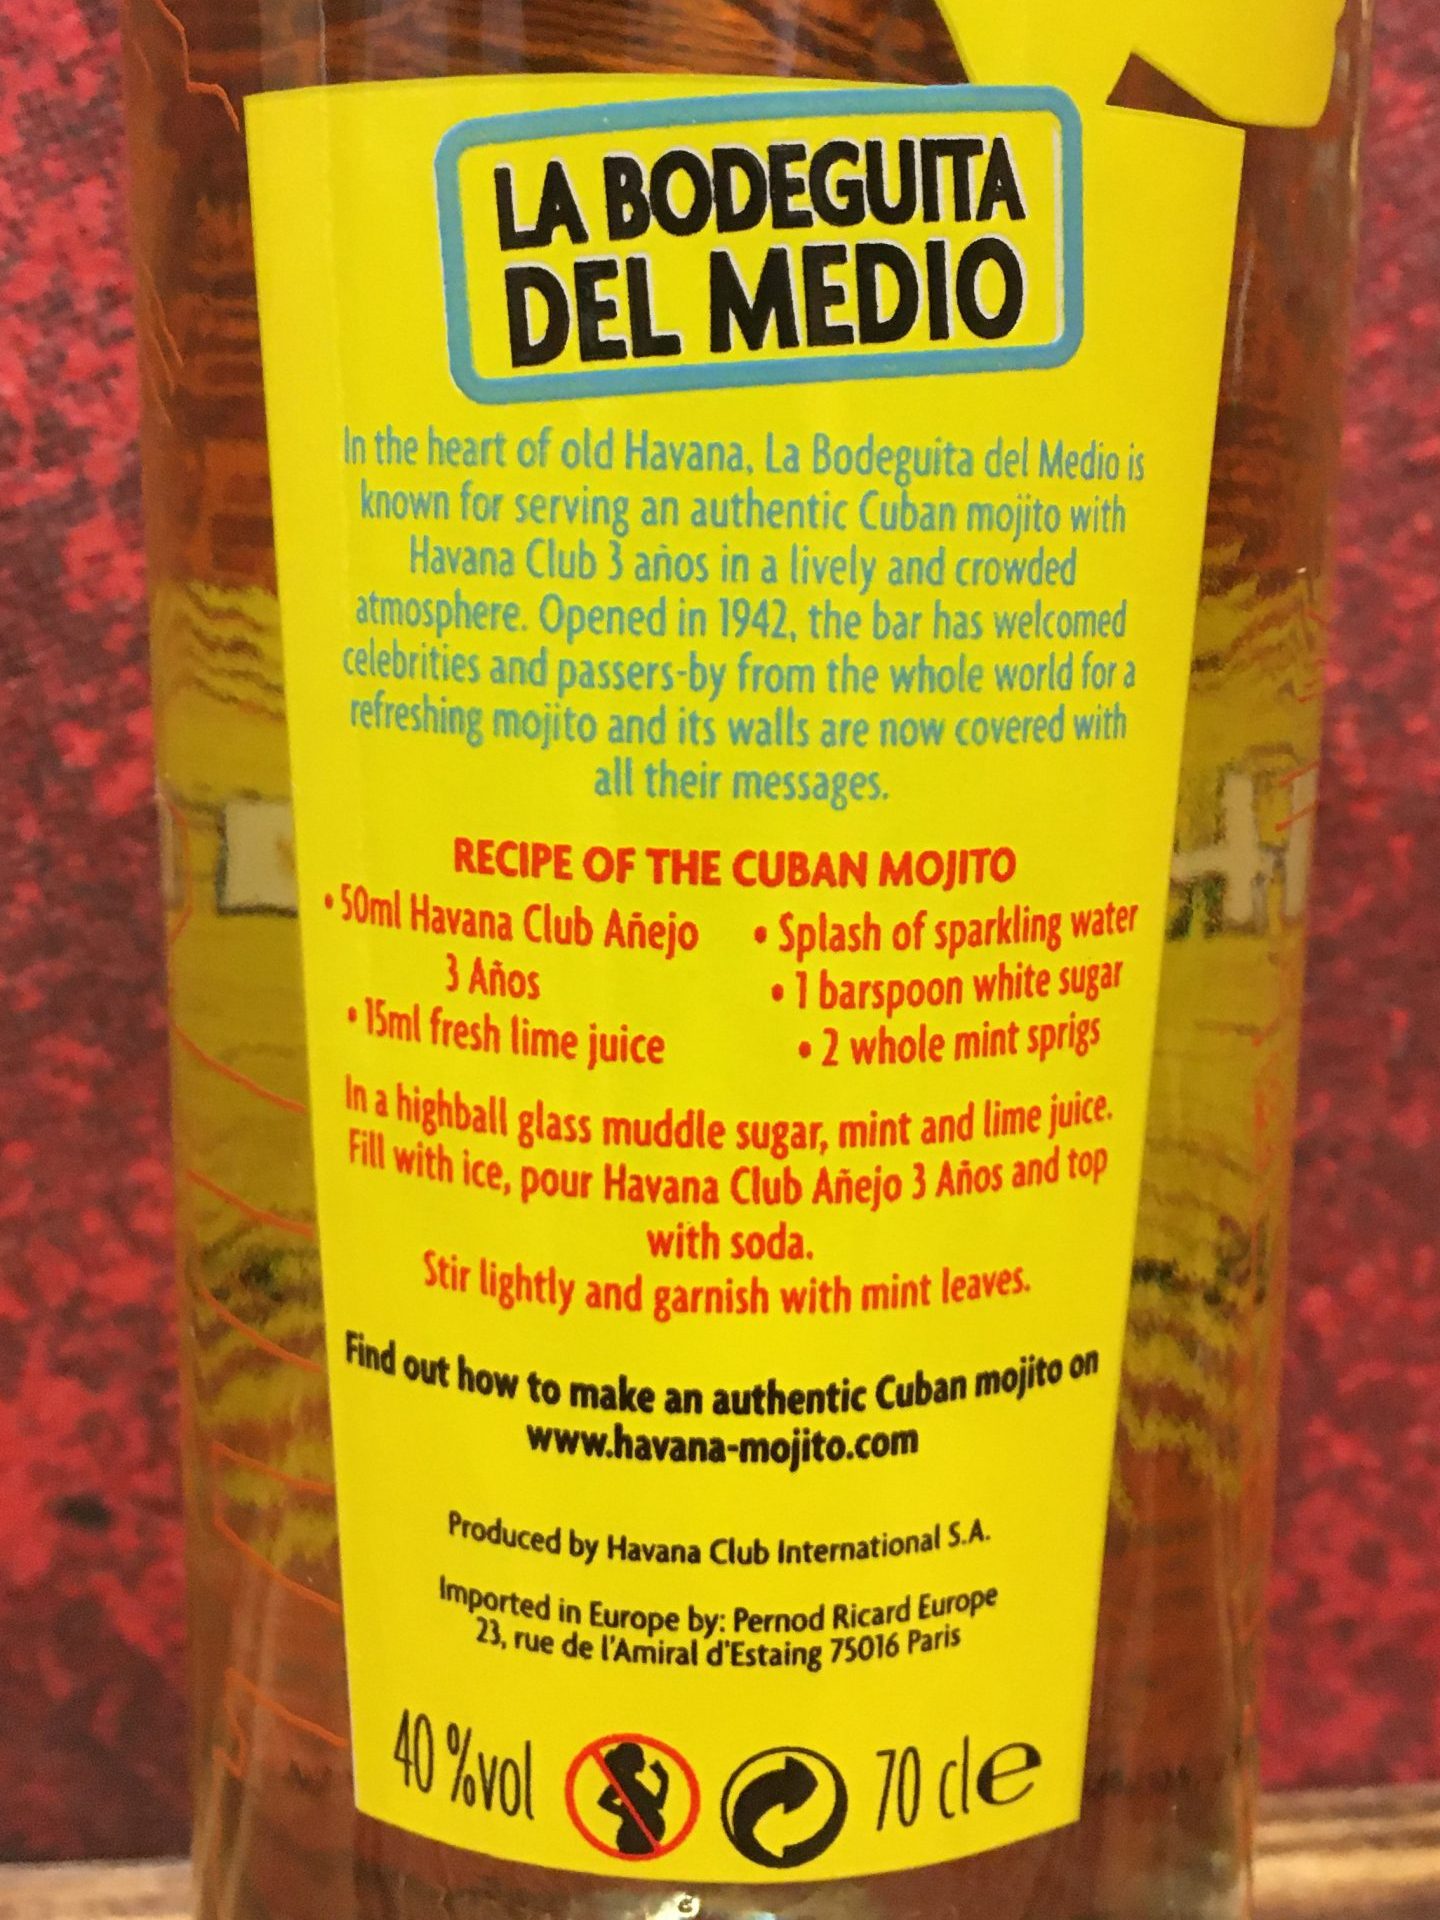 LA BODEGUITA
DEL MEDIO
In the heart of old Havana, La Bodeguita del Medio is
known for serving an authentic Cuban mojito with
Havana Club 3 años in a lively and crowded
atmosphere. Opened in 1942, the bar has welcomed
celebrities and passers-by from the whole world for a
refreshing mojito and its walls are now covered with
all their messages.
RECIPE OF THE CUBAN MOJITO
• 50ml Havana Club Añejo
3 Años
• 15ml fresh lime juice
• Splash of sparkling water
• 1 barspoon white sugar
• 2 whole mint sprigs
In a highball glass muddle sugar, mint and lime juice.
Fill with ice, pour Havana Club Añejo 3 Años and top
with soda.
Stir lightly and garnish with mint leaves.
Find out how to make an authentic Cuban mojito on
www.havana-mojito.com
Produced by Havana Club International S.A.
Imported in Europe by: Pernod Ricard Europe
23, rue de l'Amiral d'Estaing 75016 Paris
40 %vol 70 cl e